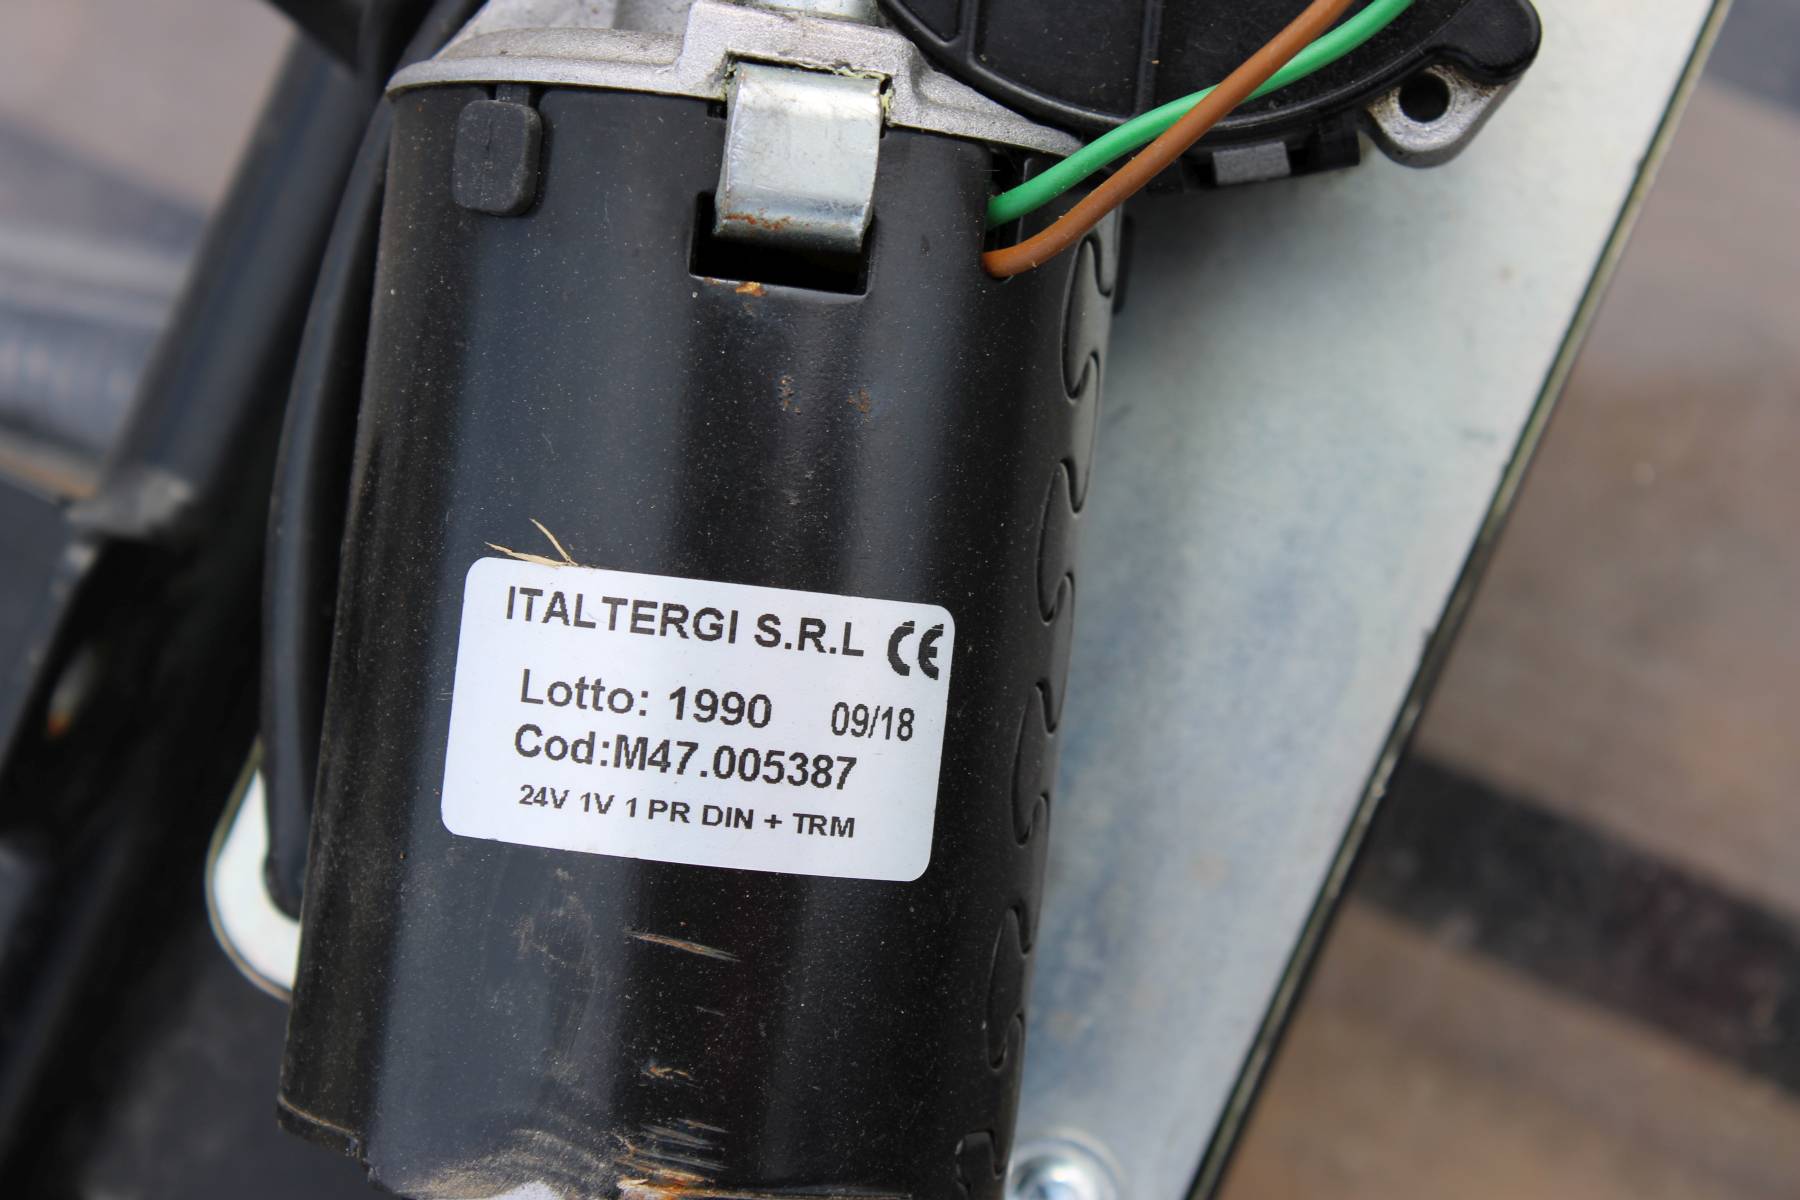 ITALTERGI S.R.L CE
Lotto: 1990 09/18
Cod:M47.005387
24V 1V 1 PR DIN + TRM